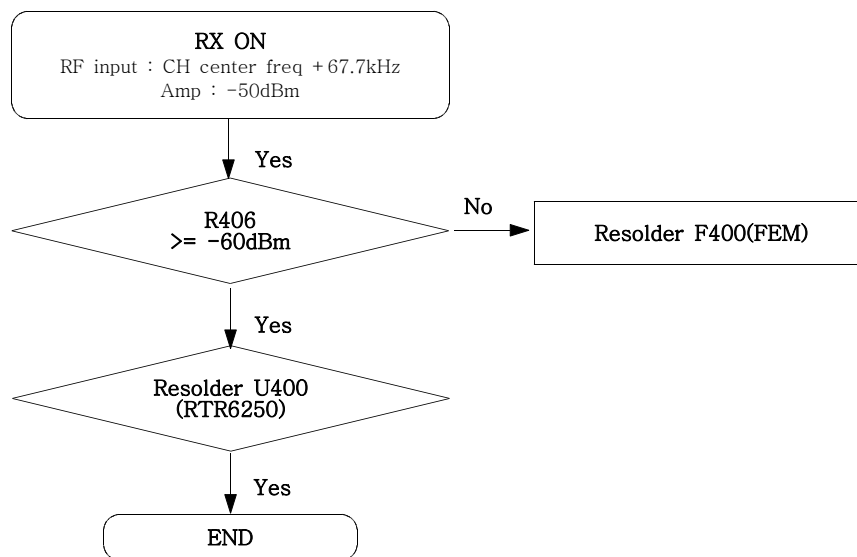 RX ON
RF input : CH center freq +67.7kHz
Amp : -50dBm
Yes
R406
>= -60dBm
No
Resolder F400(FEM)
Yes
Resolder U400
(RTR6250)
Yes
END